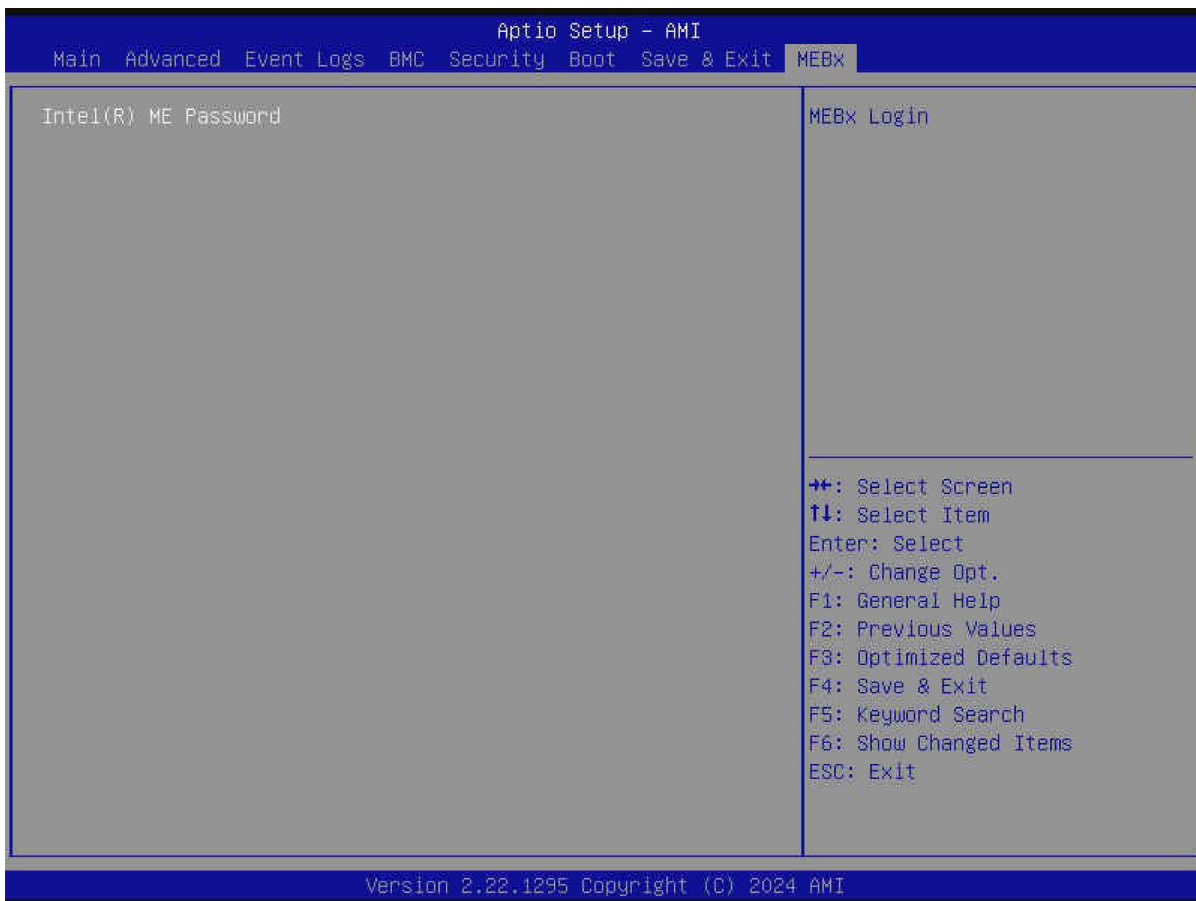 Aptio Setup - AMI
Main Advanced Event Logs BMC Security Boot Save & Exit MEBx
Intel(R) ME Password
MEBx Login
→←: Select Screen
↑↓: Select Item
Enter: Select
+/-: Change Opt.
F1: General Help
F2: Previous Values
F3: Optimized Defaults
F4: Save & Exit
F5: Keyword Search
F6: Show Changed Items
ESC: Exit
Version 2.22.1295 Copyright (C) 2024 AMI